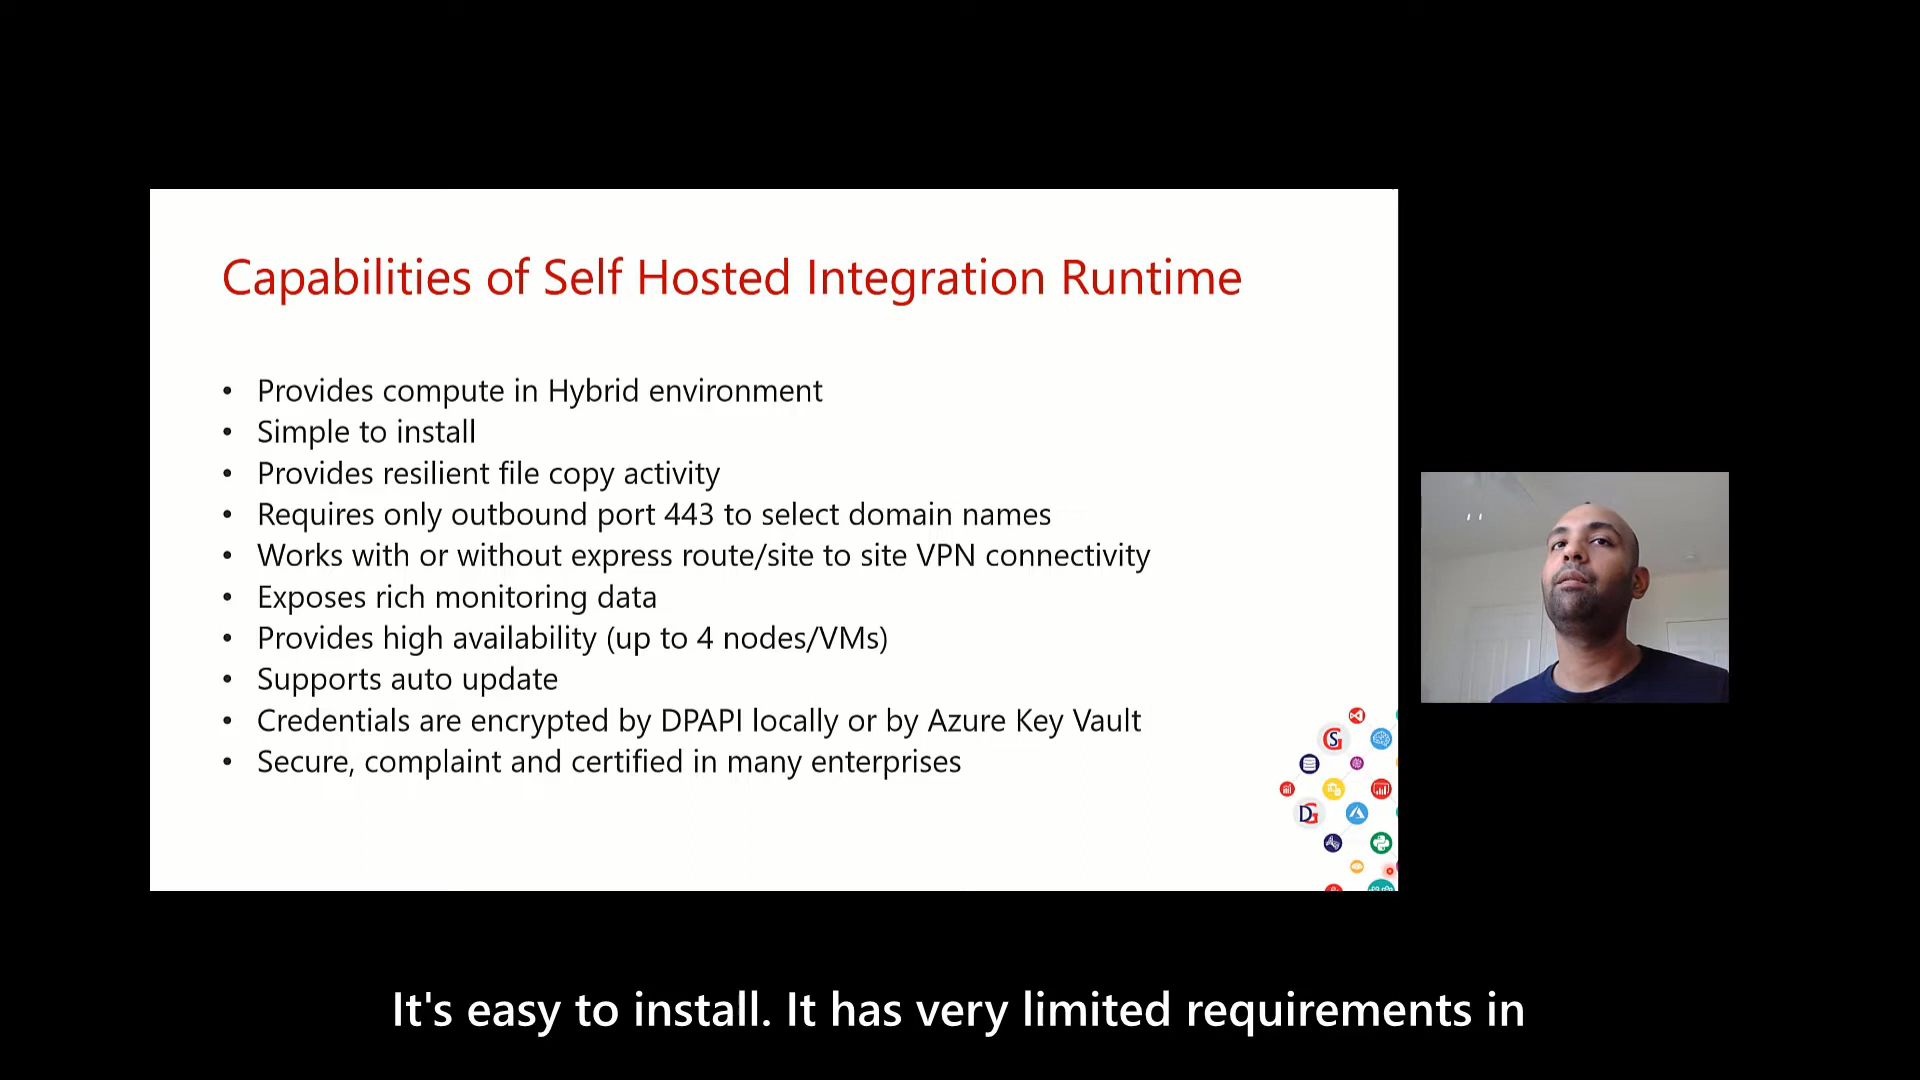 Capabilities of Self Hosted Integration Runtime
• Provides compute in Hybrid environment
• Simple to install
• Provides resilient file copy activity
• Requires only outbound port 443 to select domain names
• Works with or without express route/site to site VPN connectivity
• Exposes rich monitoring data
• Provides high availability (up to 4 nodes/VMs)
• Supports auto update
• Credentials are encrypted by DPAPI locally or by Azure Key Vault
• Secure, complaint and certified in many enterprises
It's easy to install. It has very limited requirements in